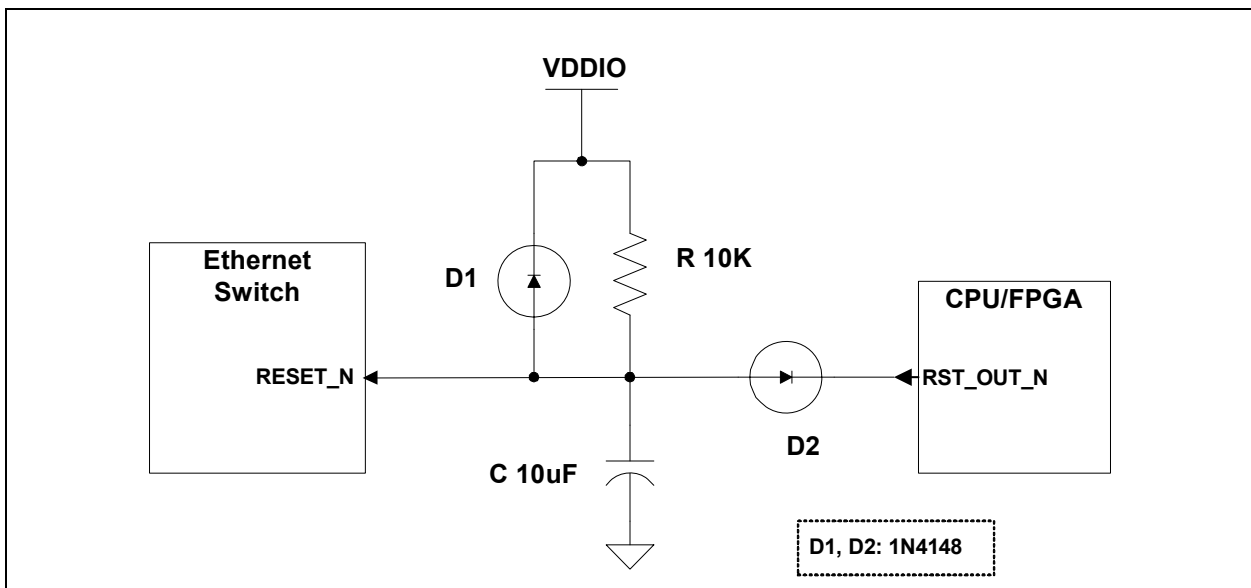 VDDIO
Ethernet
Switch
D1
R 10K
CPU/FPGA
RESET_N
RST_OUT_N
D2
C 10uF
D1, D2: 1N4148